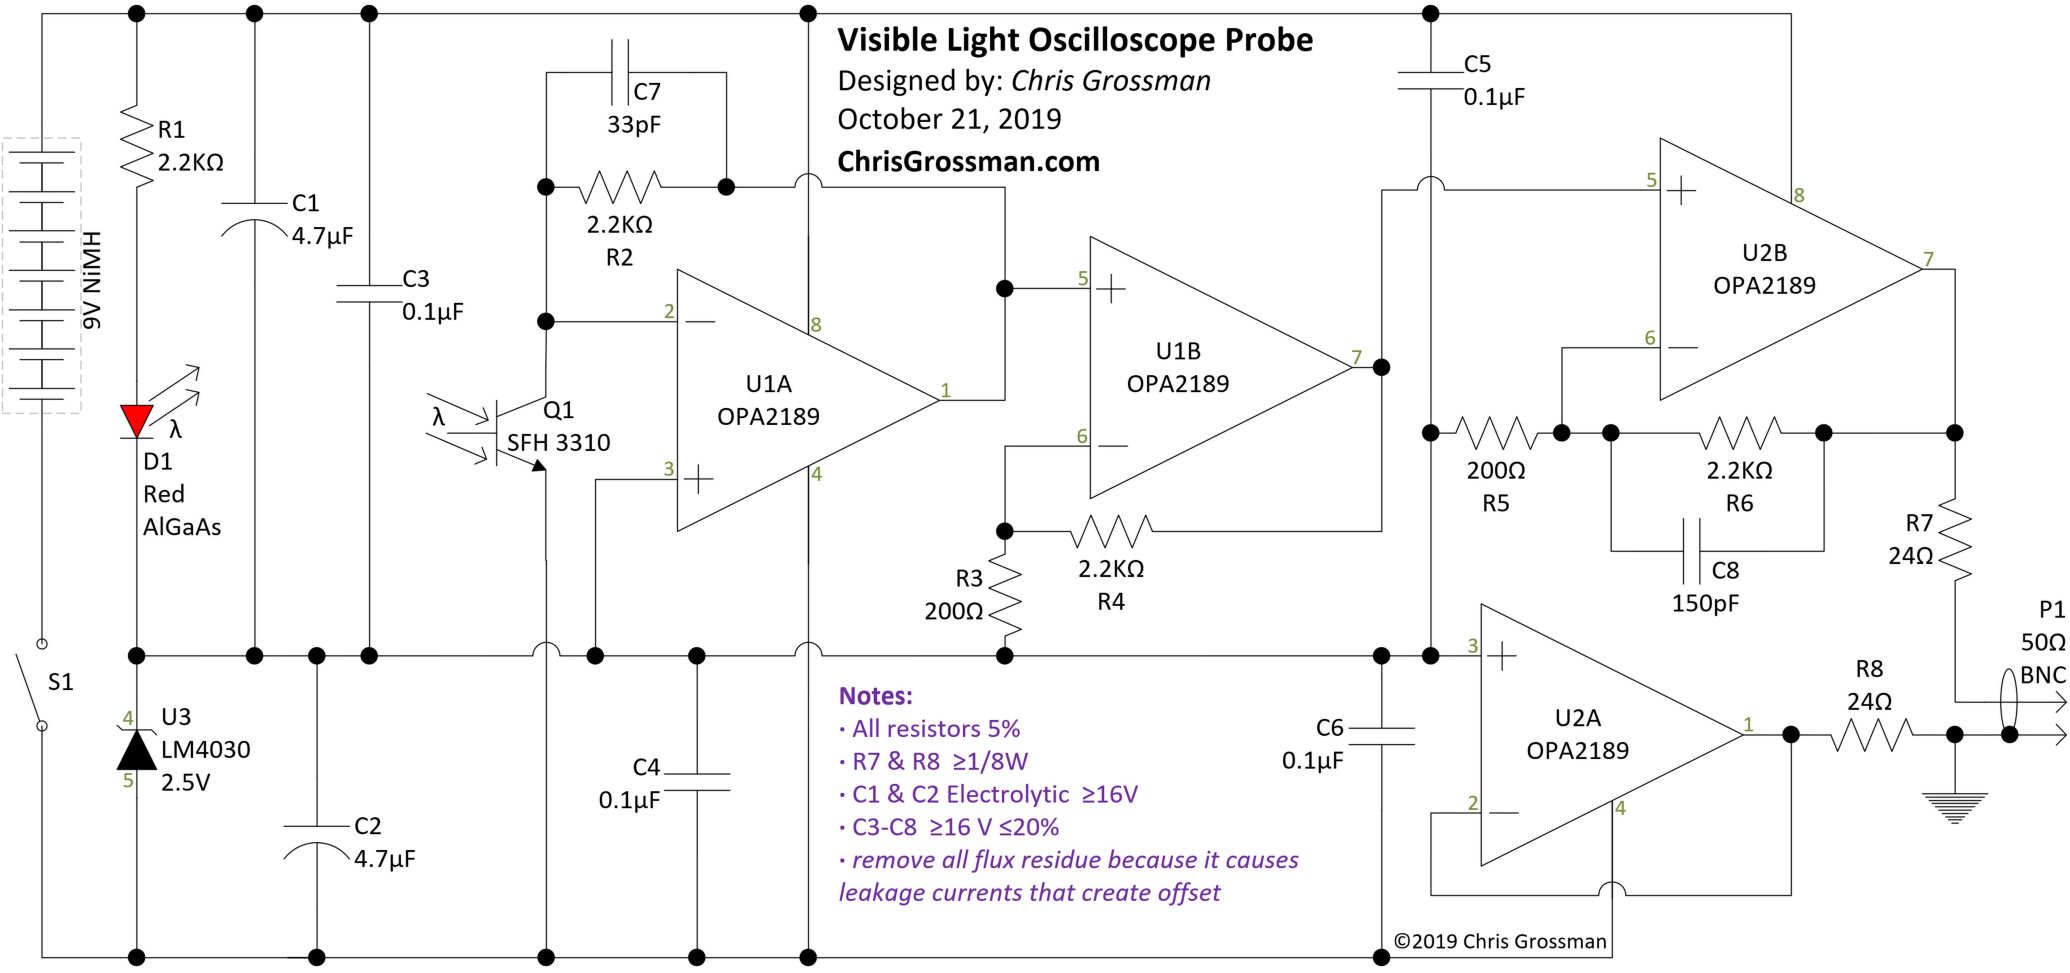 Visible Light Oscilloscope Probe
Designed by: Chris Grossman
October 21, 2019
ChrisGrossman.com
9V NiMH
S1
R1
2.2KΩ
λ
D1
Red
AlGaAs
4
U3
LM4030
5
2.5V
C1
4.7µF
C3
0.1µF
C2
4.7µF
C7
33pF
2.2KΩ
R2
λ
Q1
SFH 3310
2
3
8
4
1
U1A
OPA2189
C4
0.1µF
5
6
7
U1B
OPA2189
R3
200Ω
2.2KΩ
R4
C5
0.1µF
5
6
8
7
U2B
OPA2189
200Ω
R5
2.2KΩ
R6
C8
150pF
R7
24Ω
P1
50Ω
BNC
R8
24Ω
3
2
1
4
U2A
OPA2189
C6
0.1µF
Notes:
· All resistors 5%
· R7 & R8 ≥1/8W
· C1 & C2 Electrolytic ≥16V
· C3-C8 ≥16 V ≤20%
· remove all flux residue because it causes
leakage currents that create offset
©2019 Chris Grossman